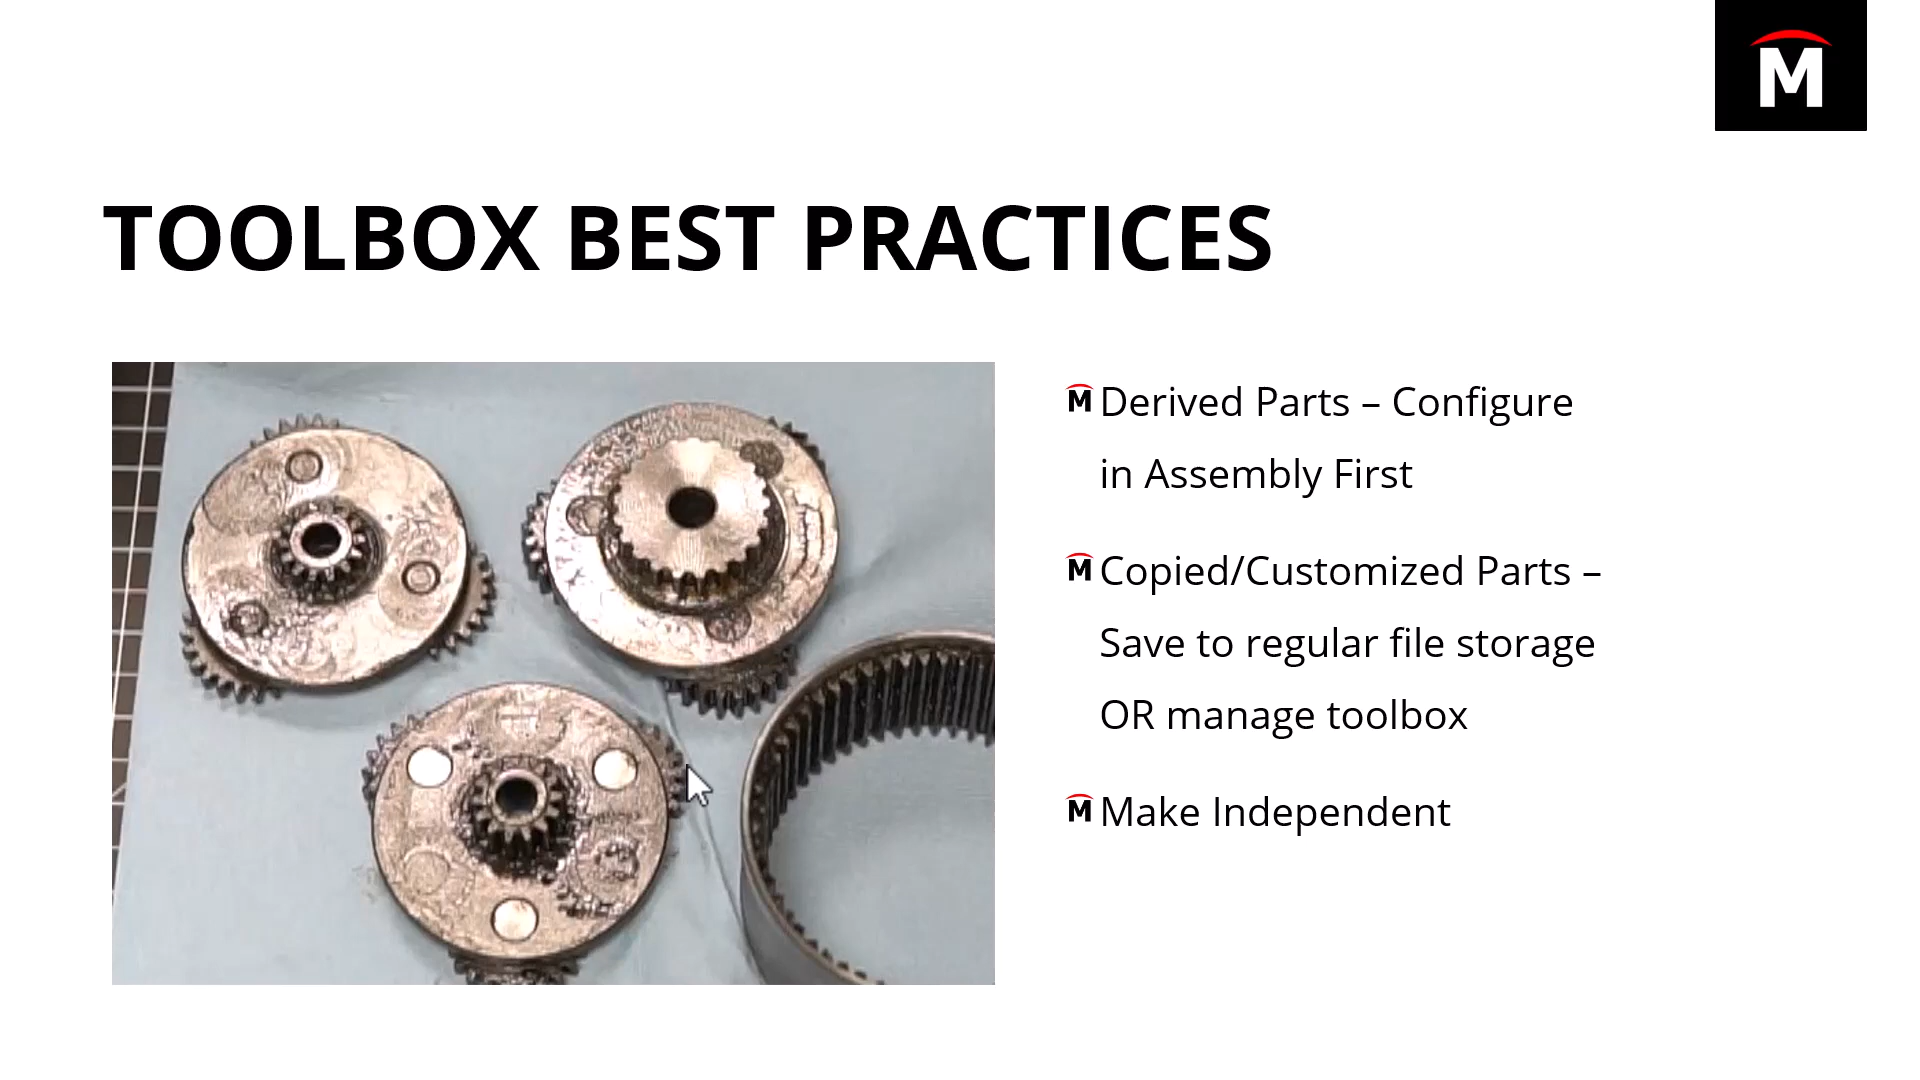 M
TOOLBOX BEST PRACTICES
M Derived Parts – Configure
in Assembly First
M Copied/Customized Parts –
Save to regular file storage
OR manage toolbox
M Make Independent